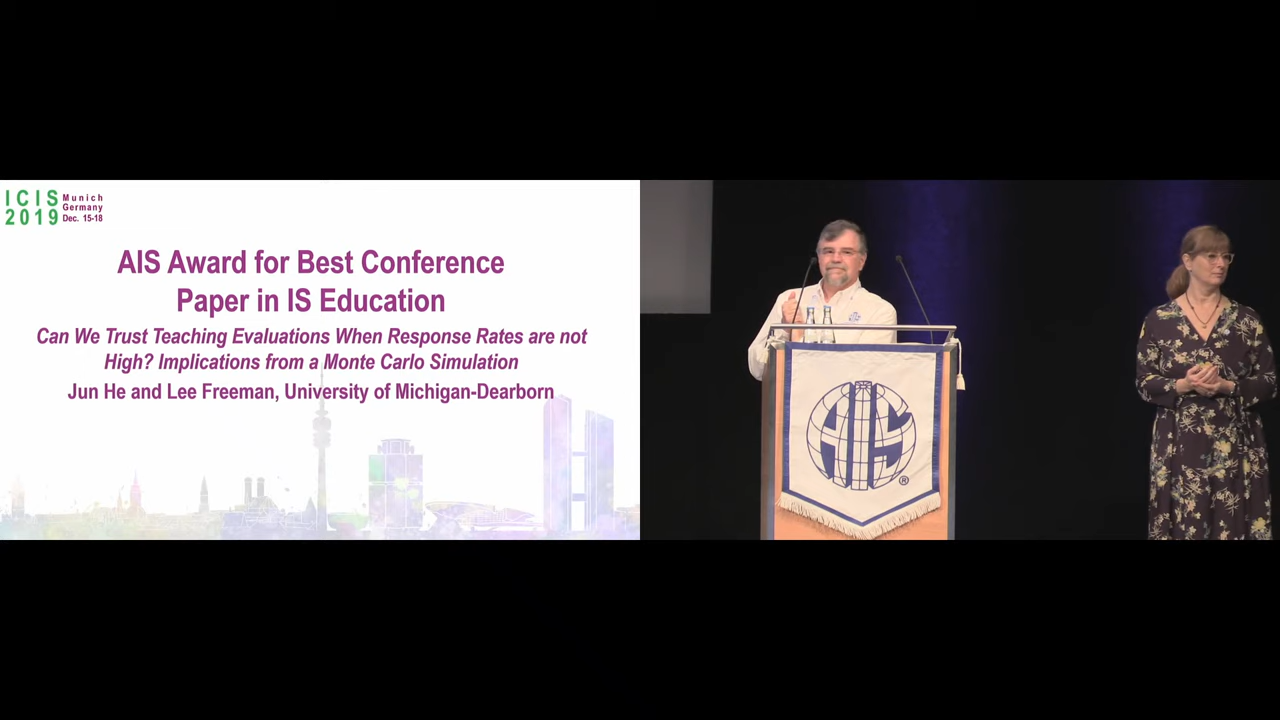 ICIS
2019
Munich
Germany
Dec. 15-18
AIS Award for Best Conference
Paper in IS Education
Can We Trust Teaching Evaluations When Response Rates are not
High? Implications from a Monte Carlo Simulation
Jun He and Lee Freeman, University of Michigan-Dearborn
AIS
®